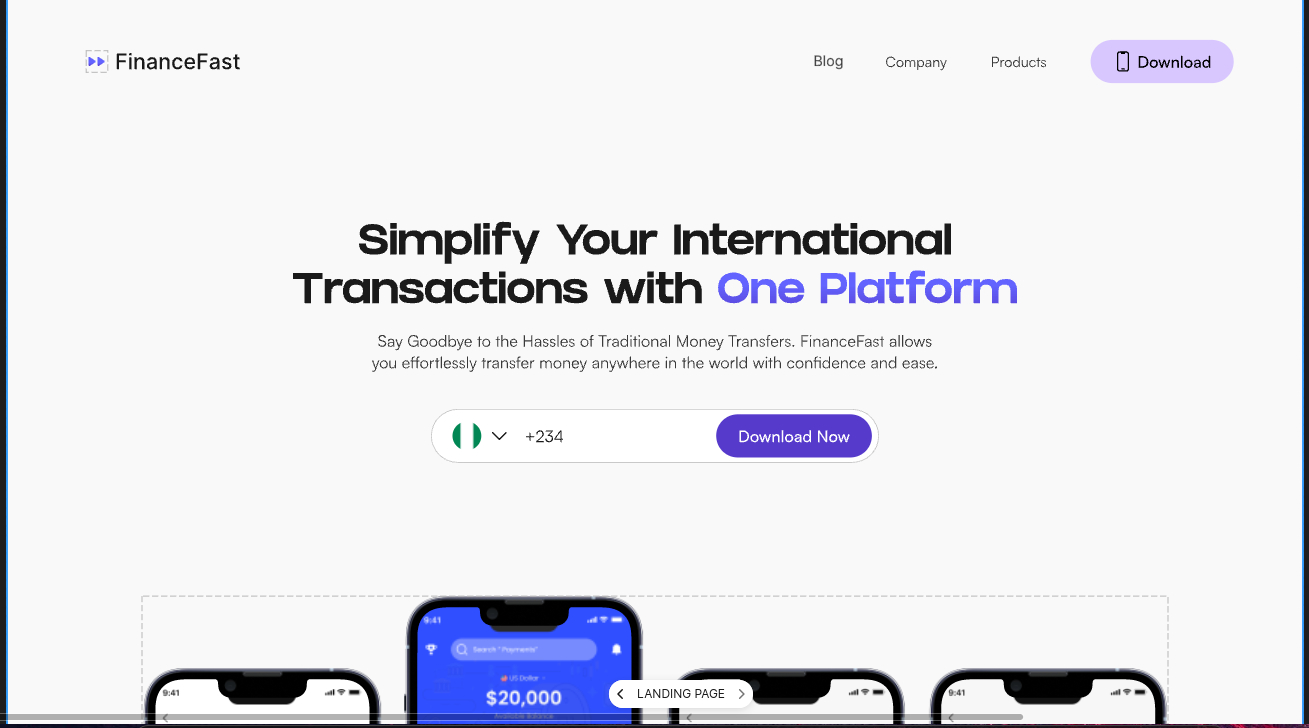 FinanceFast
Blog Company Products Download
Simplify Your International
Transactions with One Platform
Say Goodbye to the Hassles of Traditional Money Transfers. FinanceFast allows
you effortlessly transfer money anywhere in the world with confidence and ease.
+234 Download Now
9:41
Search "Payments"
US Dollar
$20,000
Available Balance
9:41
9:41
LANDING PAGE